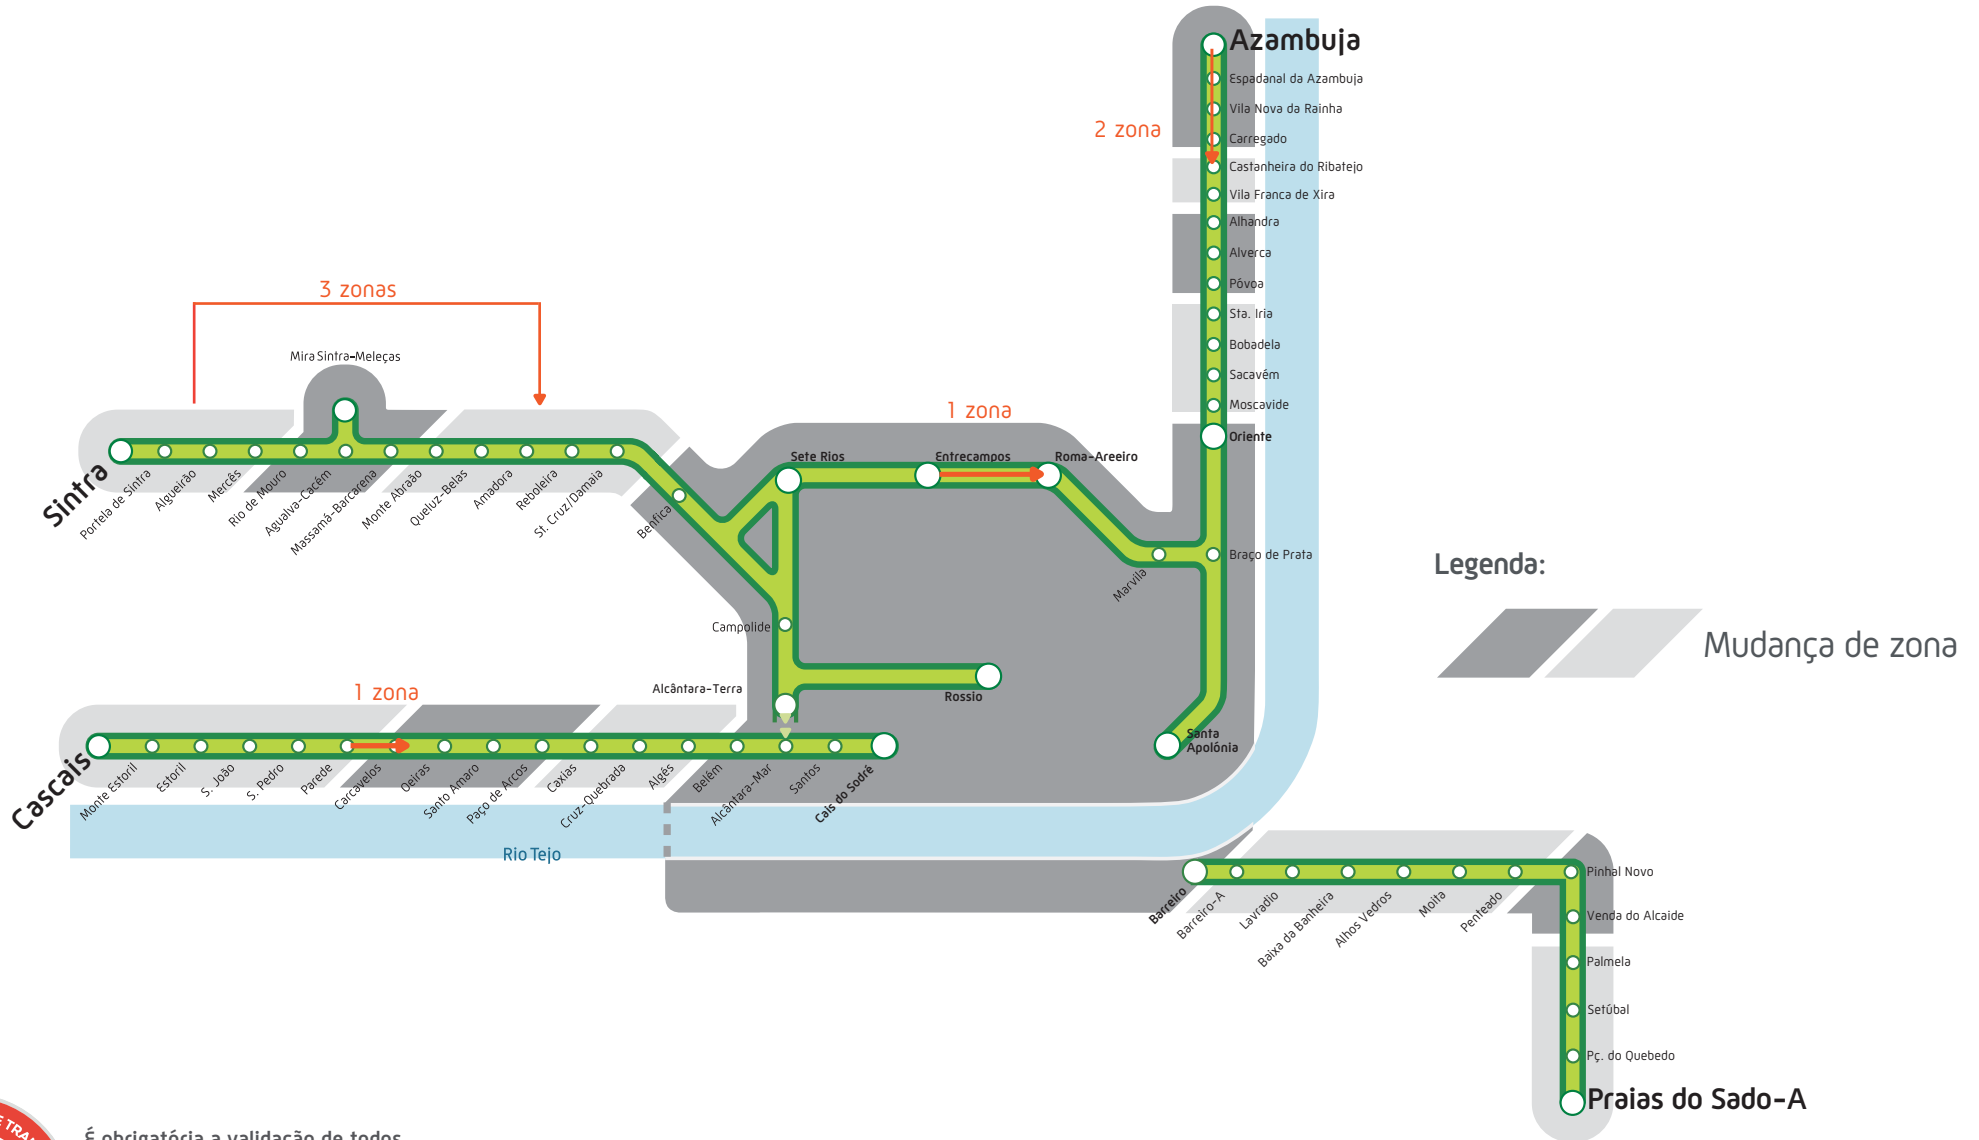 Azambuja
Espadanal da Azambuja
Vila Nova da Rainha
2 zona
Carregado
Castanheira do Ribatejo
Vila Franca de Xira
Alhandra
Alverca
Póvoa
Sta. Iria
Bobadela
Sacavém
Moscavide
Oriente
3 zonas
Mira Sintra-Meleças
1 zona
Sintra
Portela de Sintra
Algueirão
Mercês
Rio de Mouro
Agualva-Cacém
Massamá-Barcarena
Monte Abraão
Queluz-Belas
Amadora
Reboleira
St. Cruz/Damaia
Benfica
Sete Rios
Entrecampos
Roma-Areeiro
Marvila
Braço de Prata
Legenda:
Mudança de zona
Campolide
Alcântara-Terra
Rossio
1 zona
Santa
Apolónia
Cascais
Monte Estoril
Estoril
S. João
S. Pedro
Parede
Carcavelos
Oeiras
Santo Amaro
Paço de Arcos
Caxias
Cruz-Quebrada
Algés
Belém
Alcântara-Mar
Santos
Cais do Sodré
Rio Tejo
Barreiro
Barreiro-A
Lavradio
Baixa da Banheira
Alhos Vedros
Moita
Penteado
Pinhal Novo
Venda do Alcaide
Palmela
Setúbal
Pç. do Quebedo
Praias do Sado-A
É obrigatória a validação de todos